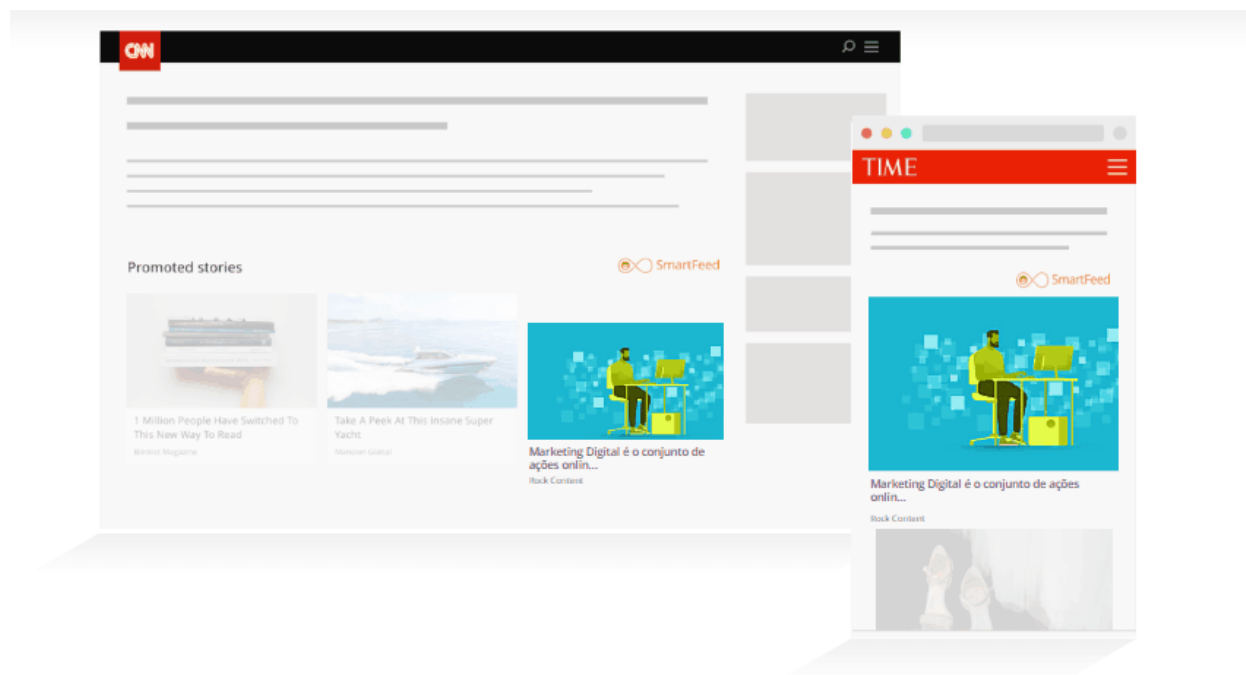 CNN
Promoted stories
SmartFeed
1 Million People Have Switched To
This New Way To Read
Take A Peek At This Insane Super
Yacht
Mansion Global
Marketing Digital é o conjunto de
ações onlin...
Rock Content
TIME
SmartFeed
Marketing Digital é o conjunto de ações
onlin...
Rock Content